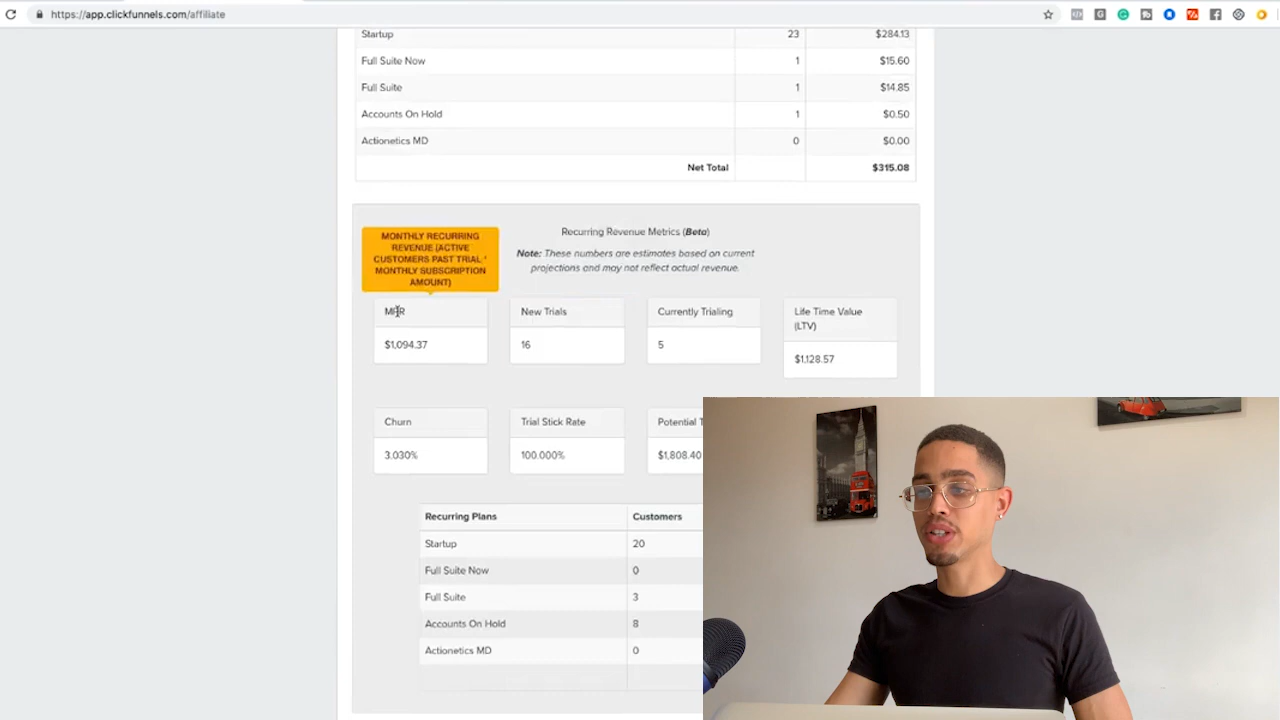 https://app.clickfunnels.com/affiliate
Startup 23 $284.13
Full Suite Now 1 $15.60
Full Suite 1 $14.85
Accounts On Hold 1 $0.50
Actionetics MD 0 $0.00
Net Total $315.08
MONTHLY RECURRING
REVENUE (ACTIVE
CUSTOMERS PAST TRIAL *
MONTHLY SUBSCRIPTION
AMOUNT)
Recurring Revenue Metrics (Beta)
Note: These numbers are estimates based on current
projections and may not reflect actual revenue.
MRR
$1,094.37
New Trials
16
Currently Trialing
5
Life Time Value
(LTV)
$1,128.57
Churn
3.030%
Trial Stick Rate
100.000%
Potential
$1,808.40
Recurring Plans Customers
Startup 20
Full Suite Now 0
Full Suite 3
Accounts On Hold 8
Actionetics MD 0